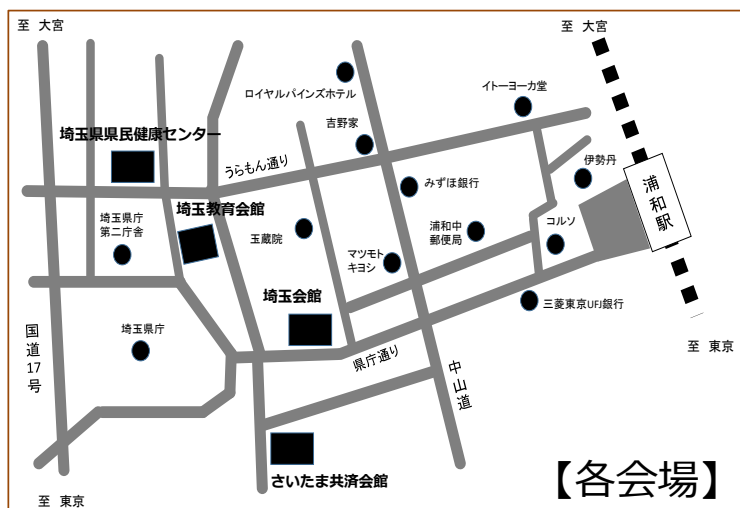 至 大宮
至 大宮
ロイヤルパインズホテル
イトーヨーカ堂
吉野家
埼玉県県民健康センター
うらもん通り
伊勢丹
みずほ銀行
浦和駅
埼玉教育会館
埼玉県庁
第二庁舎
玉蔵院
浦和中
郵便局
コルソ
マツモト
キヨシ
埼玉会館
三菱東京UFJ銀行
国道17号
埼玉県庁
県庁通り
中山道
至 東京
さいたま共済会館
【各会場】
至 東京